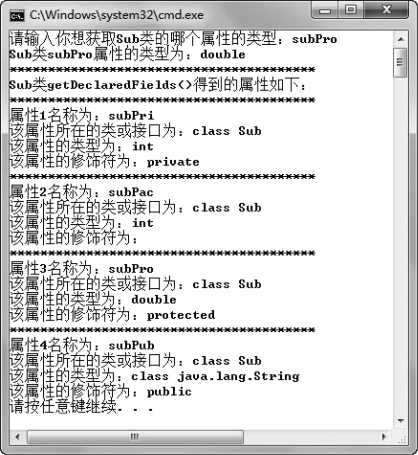 C:\Windows\system32\cmd.exe
请输入你想获取Sub类的哪个属性的类型：subPro
Sub类subPro属性的类型为：double
****************************************
Sub类getDeclaredFields()得到的属性如下：
****************************************
属性1名称为：subPri
该属性所在的类或接口为：class Sub
该属性的类型为：int
该属性的修饰符为：private
****************************************
属性2名称为：subPac
该属性所在的类或接口为：class Sub
该属性的类型为：int
该属性的修饰符为：
****************************************
属性3名称为：subPro
该属性所在的类或接口为：class Sub
该属性的类型为：double
该属性的修饰符为：protected
****************************************
属性4名称为：subPub
该属性所在的类或接口为：class Sub
该属性的类型为：class java.lang.String
该属性的修饰符为：public
请按任意键继续. . .